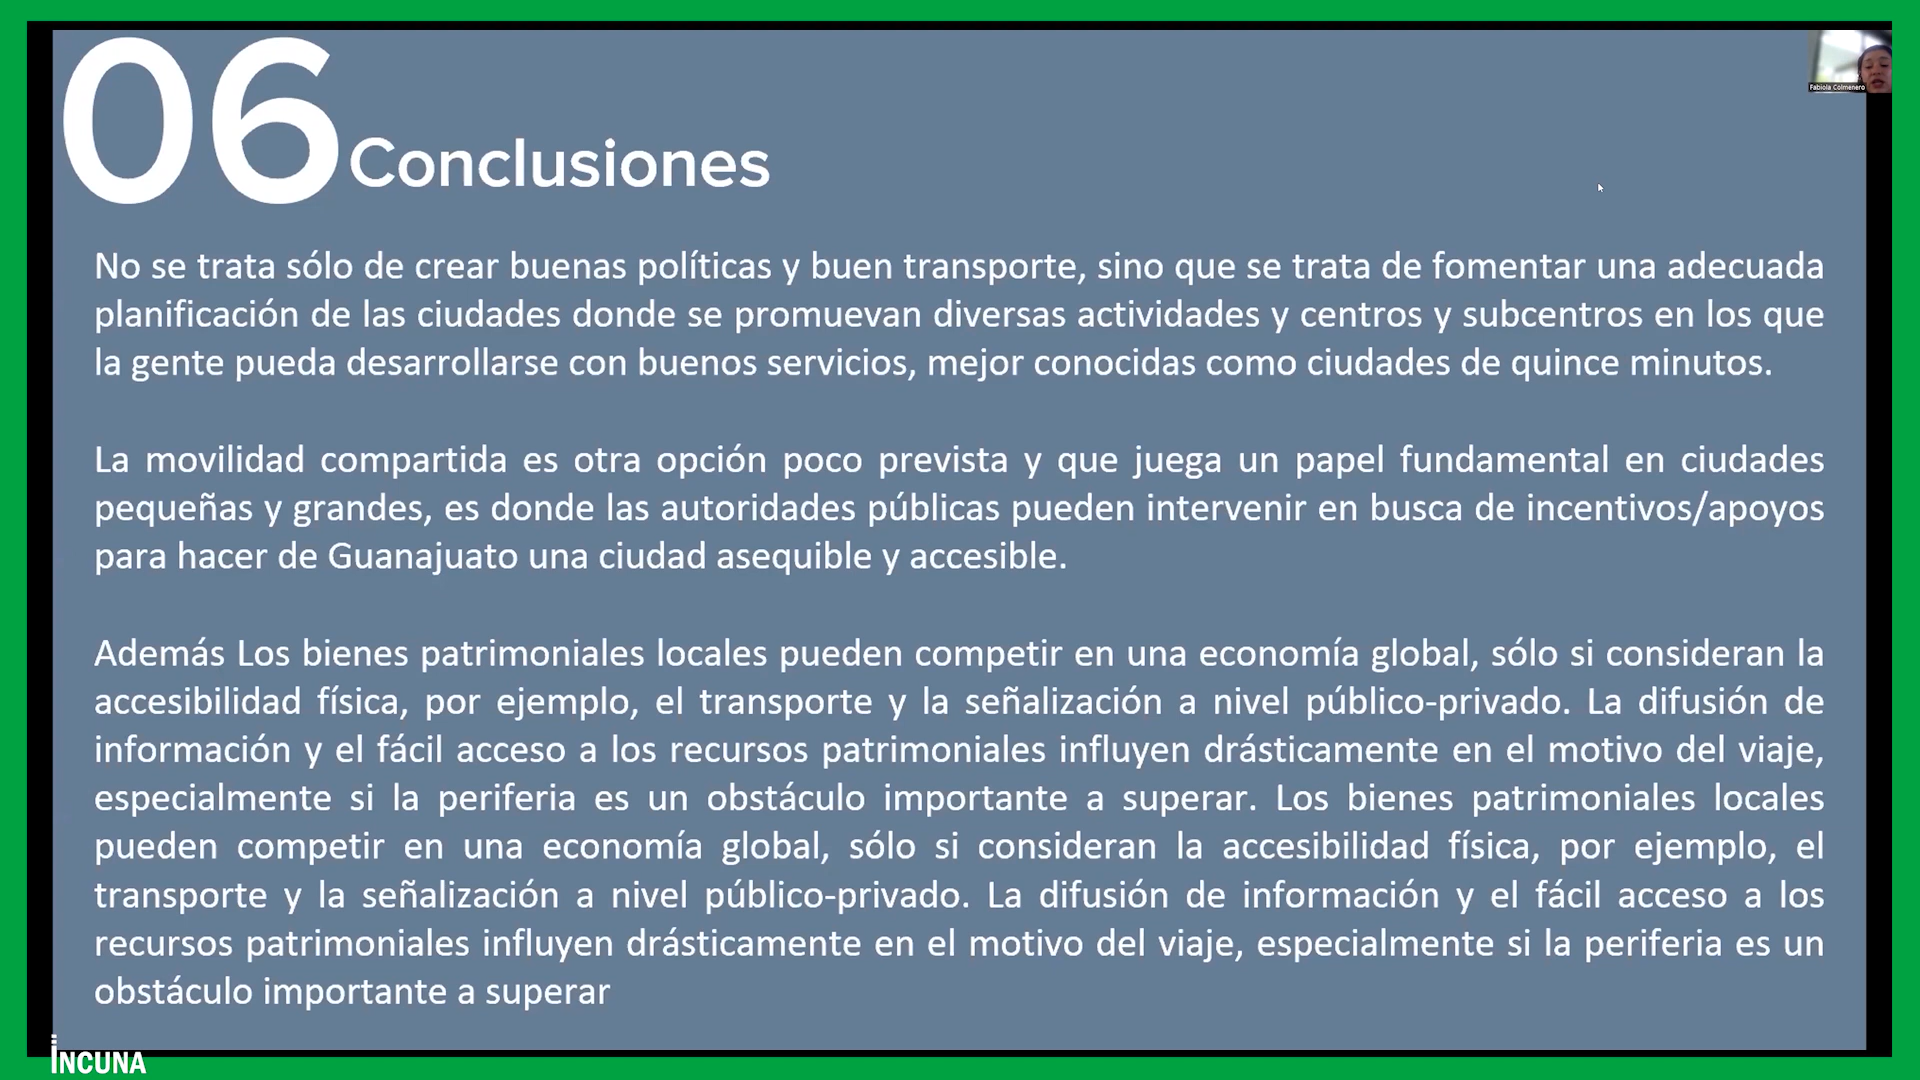 06 Conclusiones
Fabiola Colmenero
No se trata sólo de crear buenas políticas y buen transporte, sino que se trata de fomentar una adecuada
planificación de las ciudades donde se promuevan diversas actividades y centros y subcentros en los que
la gente pueda desarrollarse con buenos servicios, mejor conocidas como ciudades de quince minutos.
La movilidad compartida es otra opción poco prevista y que juega un papel fundamental en ciudades
pequeñas y grandes, es donde las autoridades públicas pueden intervenir en busca de incentivos/apoyos
para hacer de Guanajuato una ciudad asequible y accesible.
Además Los bienes patrimoniales locales pueden competir en una economía global, sólo si consideran la
accesibilidad física, por ejemplo, el transporte y la señalización a nivel público-privado. La difusión de
información y el fácil acceso a los recursos patrimoniales influyen drásticamente en el motivo del viaje,
especialmente si la periferia es un obstáculo importante a superar. Los bienes patrimoniales locales
pueden competir en una economía global, sólo si consideran la accesibilidad física, por ejemplo, el
transporte y la señalización a nivel público-privado. La difusión de información y el fácil acceso a los
recursos patrimoniales influyen drásticamente en el motivo del viaje, especialmente si la periferia es un
obstáculo importante a superar
INCUNA